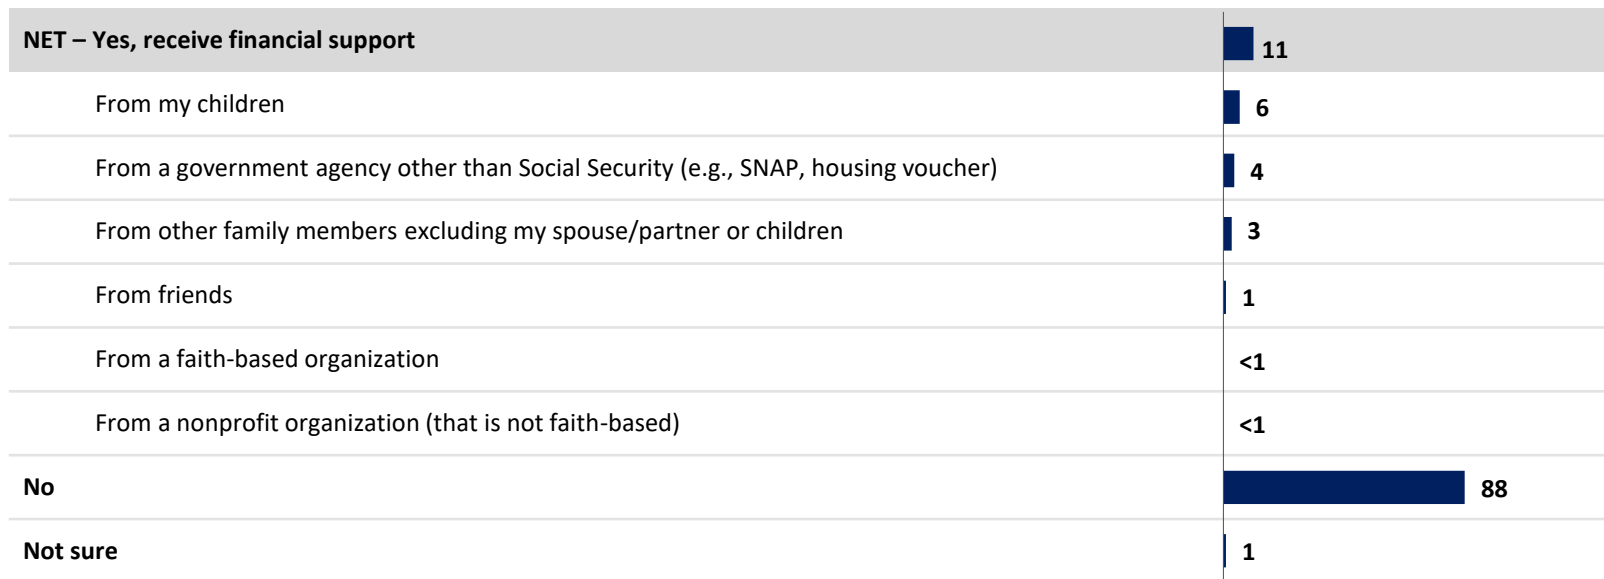 NET – Yes, receive financial support 11
From my children 6
From a government agency other than Social Security (e.g., SNAP, housing voucher) 4
From other family members excluding my spouse/partner or children 3
From friends 1
From a faith-based organization <1
From a nonprofit organization (that is not faith-based) <1
No 88
Not sure 1